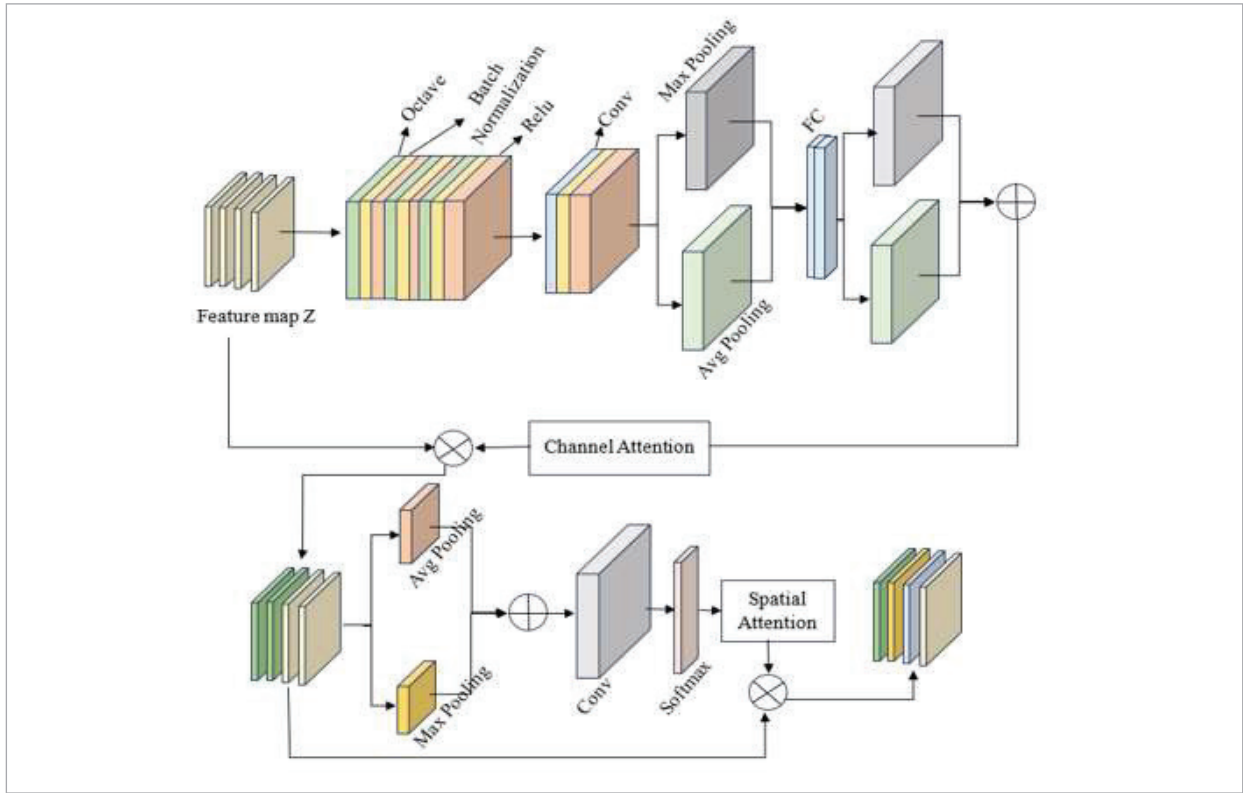 Octave
Batch
Normalization
Relu
Conv
Max Pooling
Avg Pooling
FC
Feature map Z
Channel Attention
Avg Pooling
Max Pooling
Conv
Softmax
Spatial
Attention